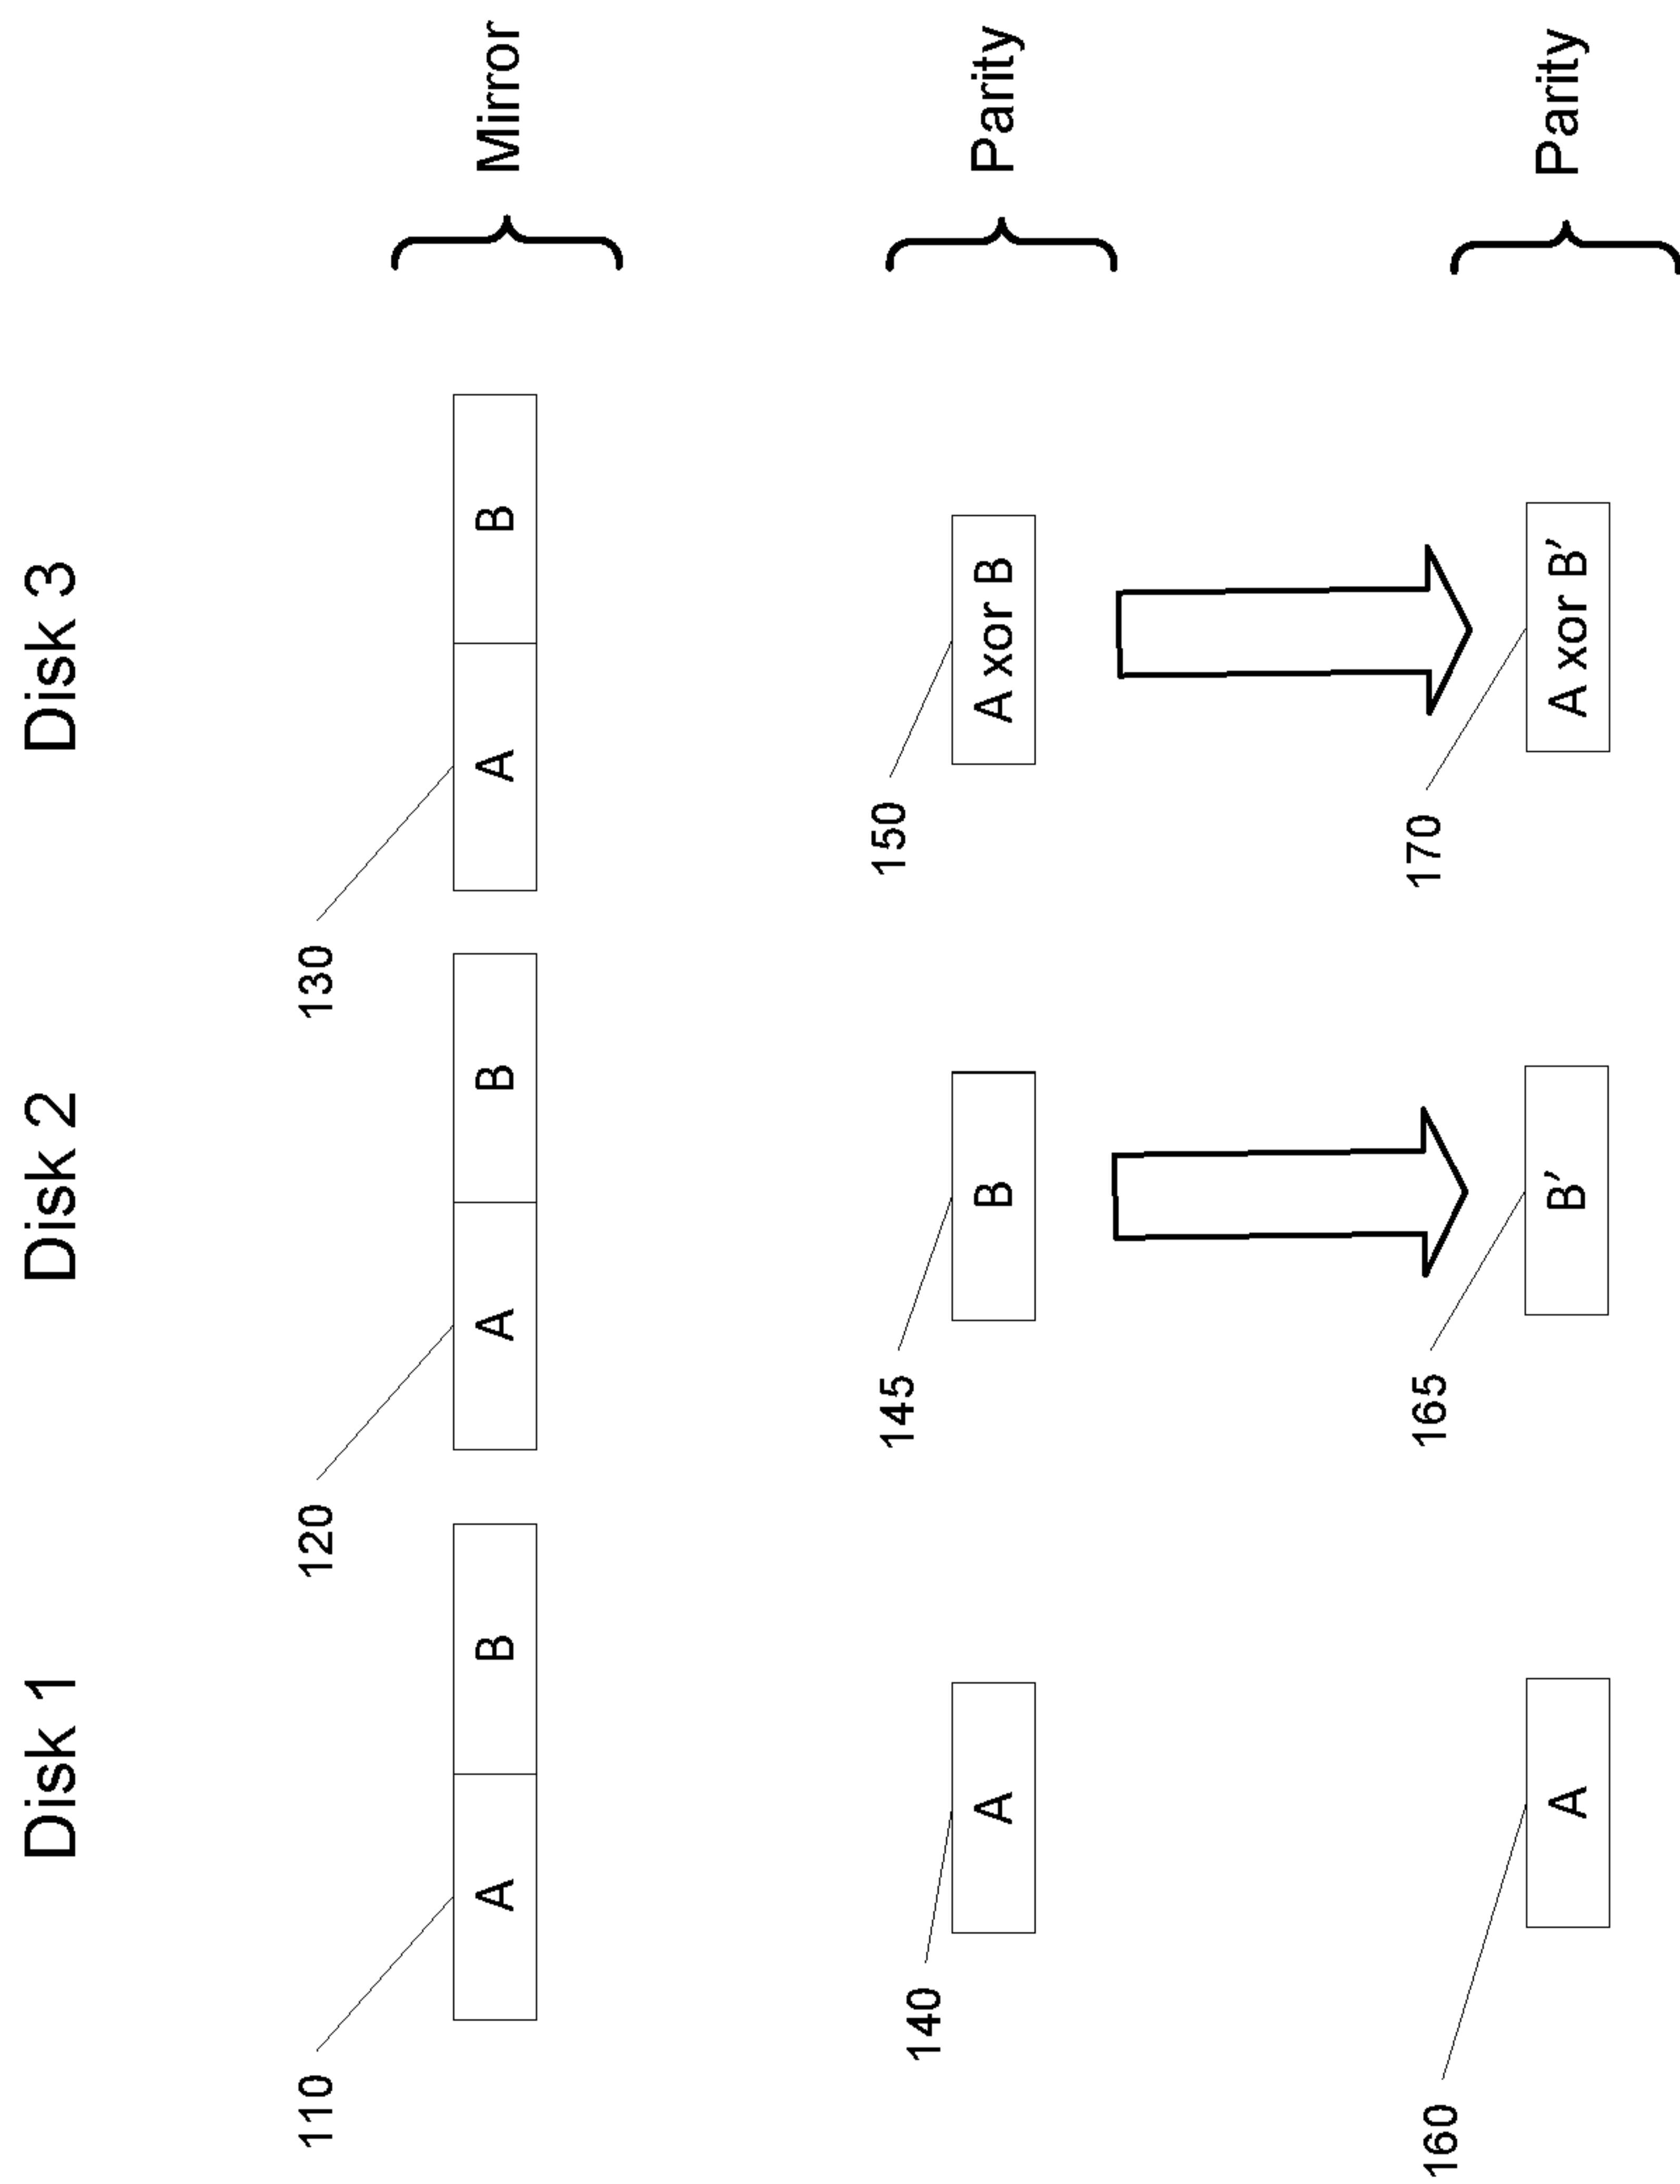 Disk 1 Disk 2 Disk 3
110 120 130
A B A B A B Mirror
140 145 150
A B A xor B Parity
160 165 170
A B′ A xor B′ Parity